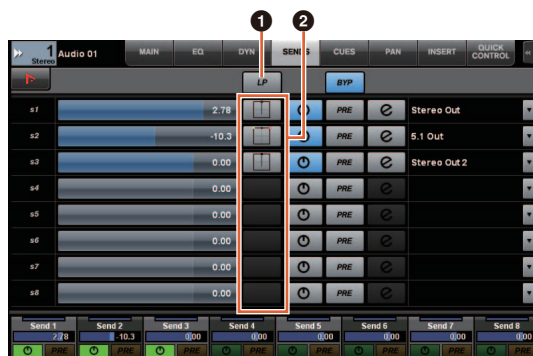 1 2
1 Audio 01 MAIN EQ DYN SENDS CUES PAN INSERT QUICK CONTROL
Stereo
LP BYP
s1 2.78 PRE e Stereo Out
s2 -10.3 PRE e 5.1 Out
s3 0.00 PRE e Stereo Out 2
s4 0.00 PRE e
s5 0.00 PRE e
s6 0.00 PRE e
s7 0.00 PRE e
s8 0.00 PRE e
Send 1 Send 2 Send 3 Send 4 Send 5 Send 6 Send 7 Send 8
2.78 -10.3 0.00 0.00 0.00 0.00 0.00 0.00
PRE PRE PRE PRE PRE PRE PRE PRE